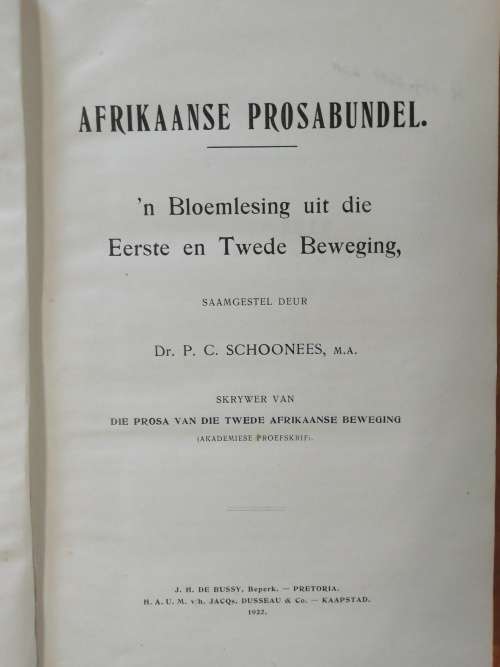 AFRIKAANSE PROSABUNDEL.
'n Bloemlesing uit die
Eerste en Twede Beweging,
SAAMGESTEL DEUR
Dr. P. C. SCHOONEES, M.A.
SKRYWER VAN
DIE PROSA VAN DIE TWEDE AFRIKAANSE BEWEGING
(AKADEMIESE PROEFSKRIF).
J. H. DE BUSSY, Beperk. — PRETORIA.
H. A. U. M. v/h. JACQs. DUSSEAU & Co. — KAAPSTAD.
1922.